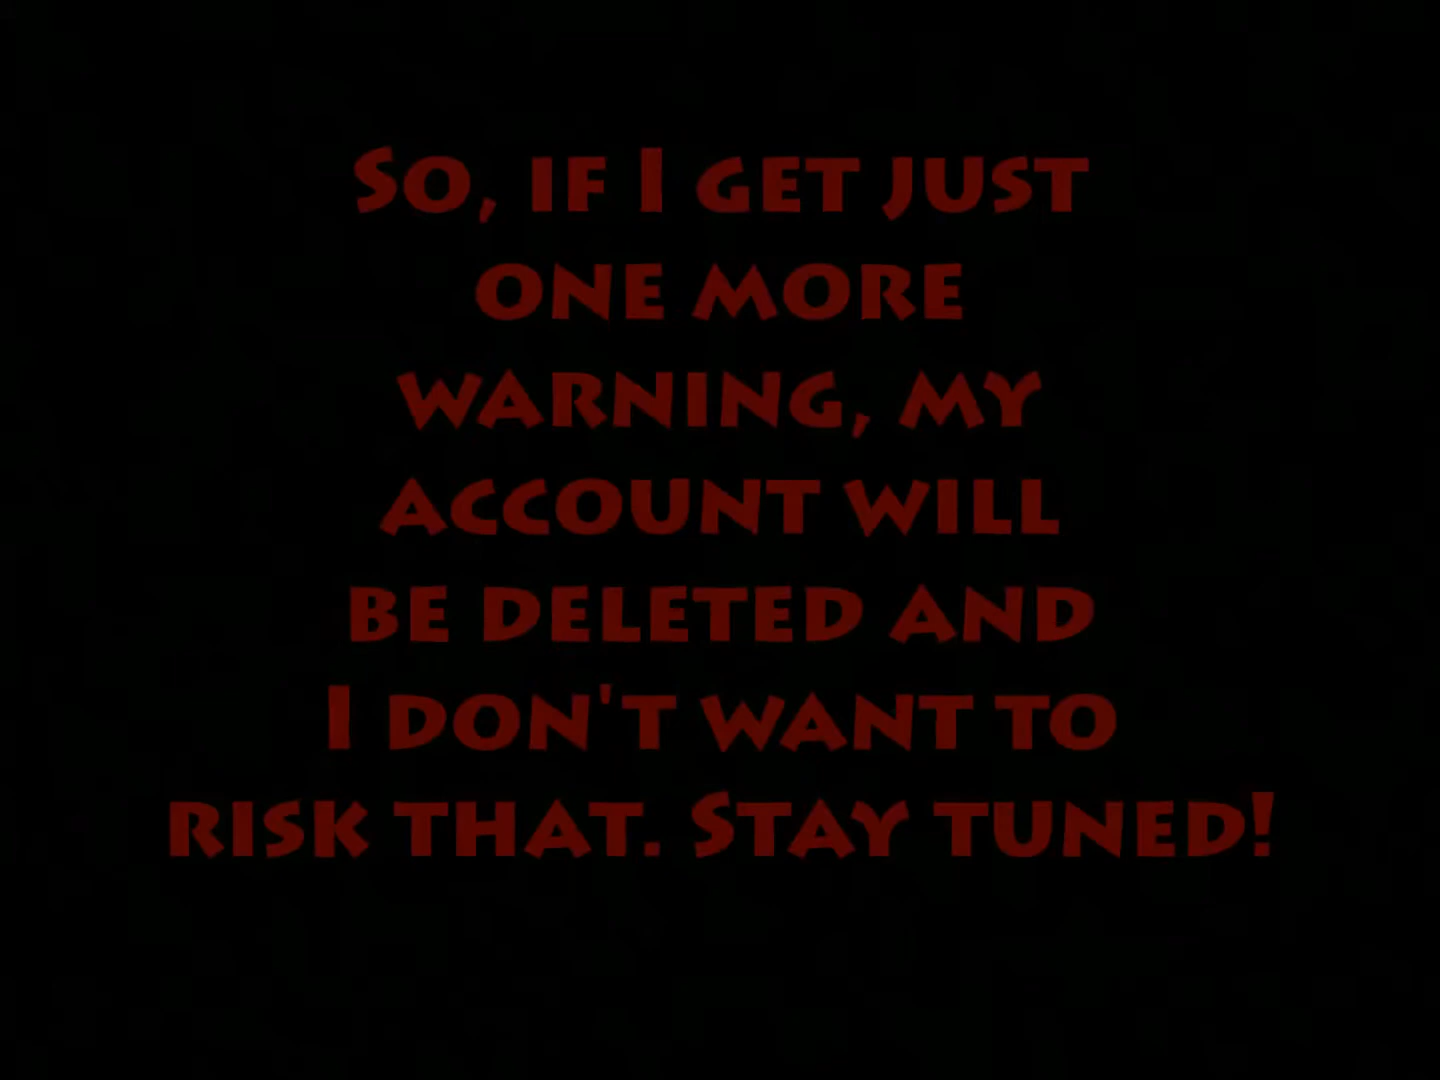 So, if I get just
one more
warning, my
account will
be deleted and
I don't want to
risk that. Stay tuned!